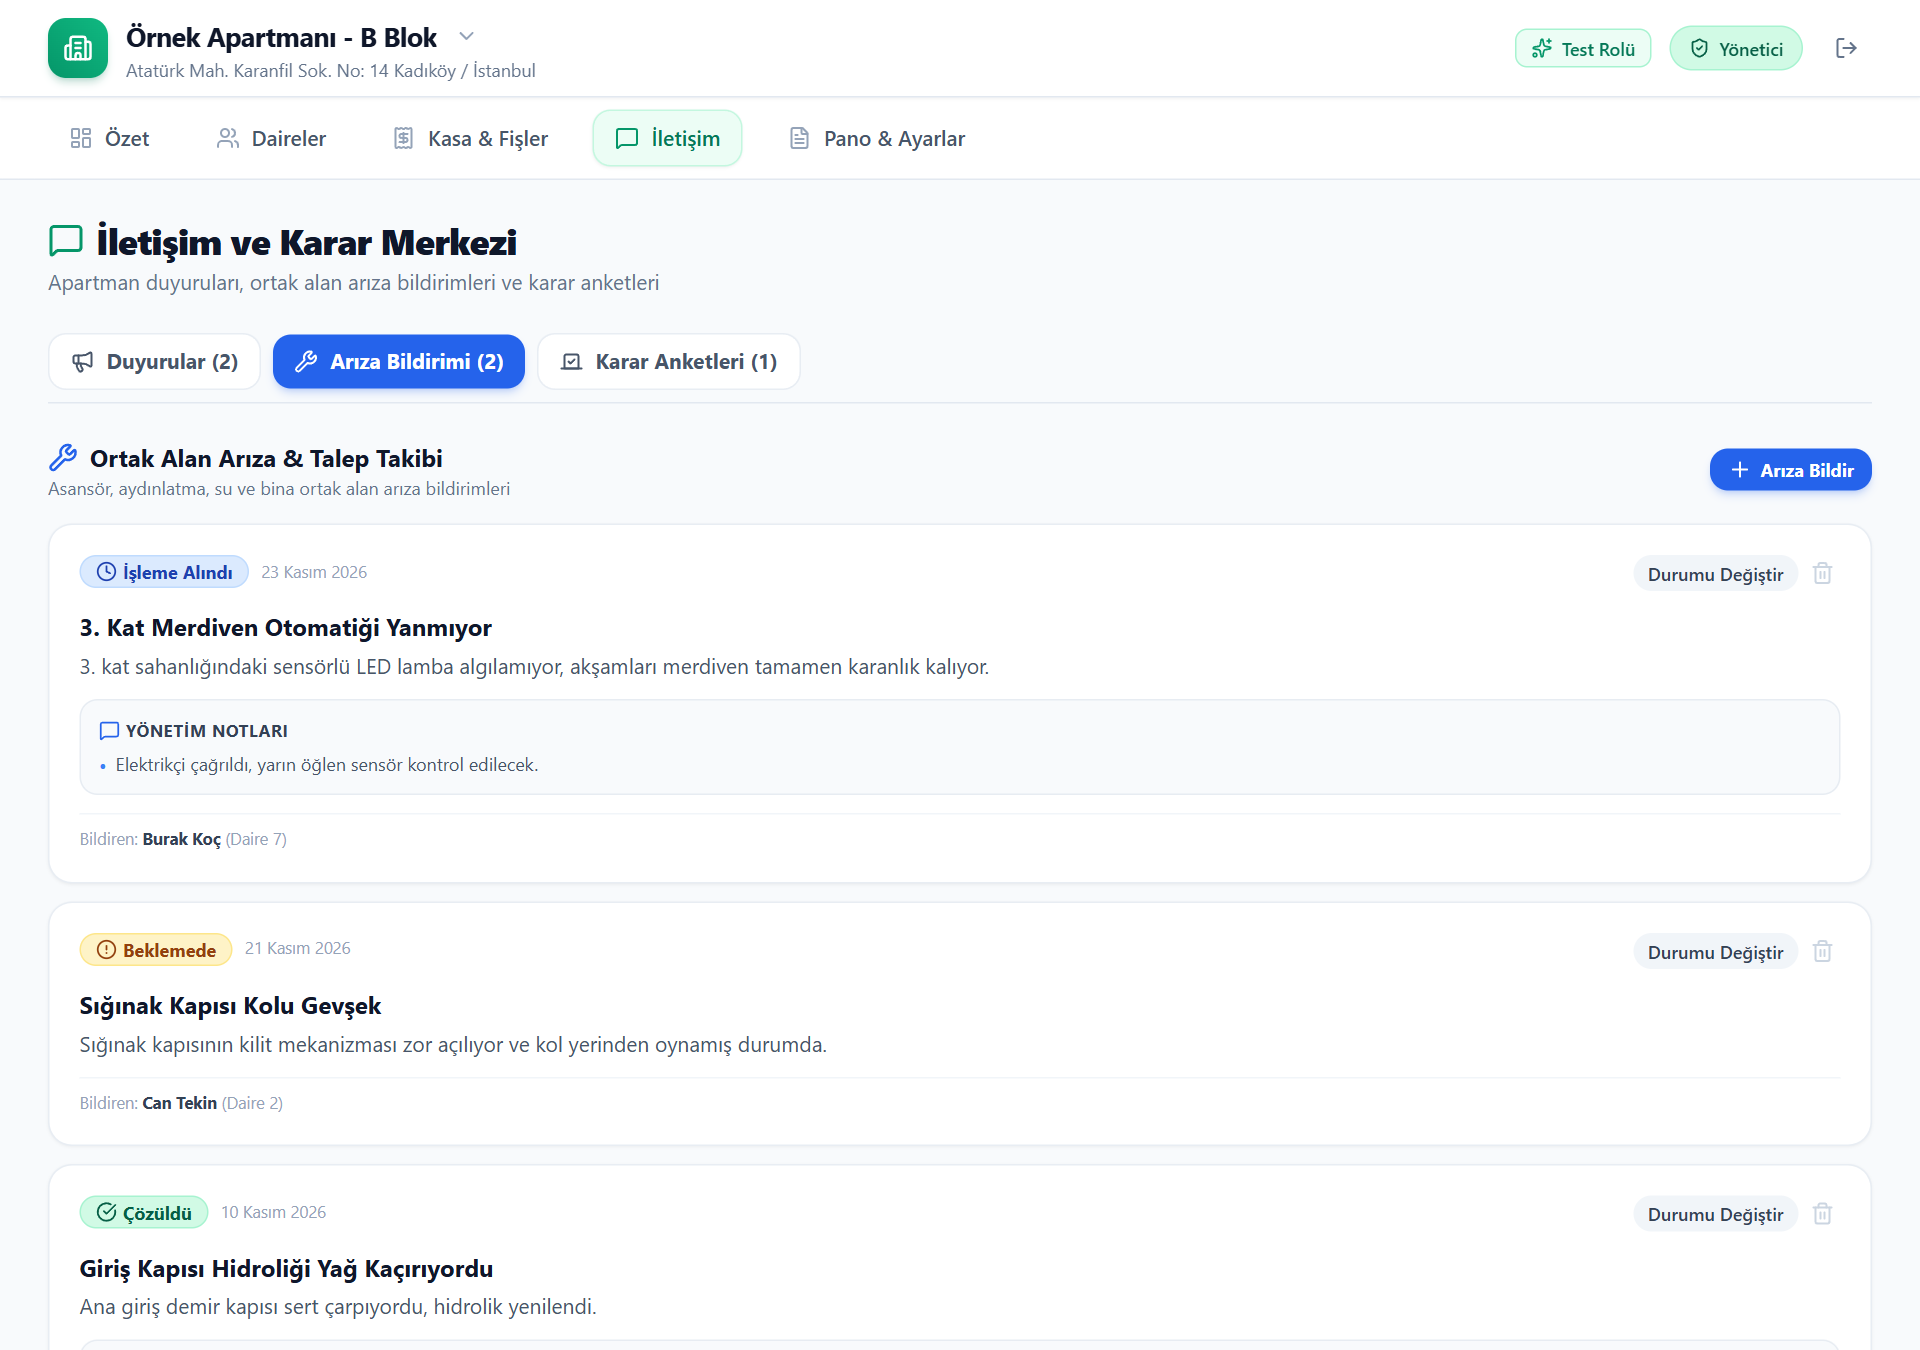 Örnek Apartmanı - B Blok
Atatürk Mah. Karanfil Sok. No: 14 Kadıköy / İstanbul
Test Rolü
Yönetici
Özet
Daireler
Kasa & Fişler
İletişim
Pano & Ayarlar
İletişim ve Karar Merkezi
Apartman duyuruları, ortak alan arıza bildirimleri ve karar anketleri
Duyurular (2)
Arıza Bildirimi (2)
Karar Anketleri (1)
Ortak Alan Arıza & Talep Takibi
Asansör, aydınlatma, su ve bina ortak alan arıza bildirimleri
Arıza Bildir
İşleme Alındı
23 Kasım 2026
Durumu Değiştir
3. Kat Merdiven Otomatiği Yanmıyor
3. kat sahanlığındaki sensörlü LED lamba algılamıyor, akşamları merdiven tamamen karanlık kalıyor.
YÖNETİM NOTLARI
• Elektrikçi çağrıldı, yarın öğlen sensör kontrol edilecek.
Bildiren: Burak Koç (Daire 7)
Beklemede
21 Kasım 2026
Durumu Değiştir
Sığınak Kapısı Kolu Gevşek
Sığınak kapısının kilit mekanizması zor açılıyor ve kol yerinden oynamış durumda.
Bildiren: Can Tekin (Daire 2)
Çözüldü
10 Kasım 2026
Durumu Değiştir
Giriş Kapısı Hidroliği Yağ Kaçırıyordu
Ana giriş demir kapısı sert çarpıyordu, hidrolik yenilendi.